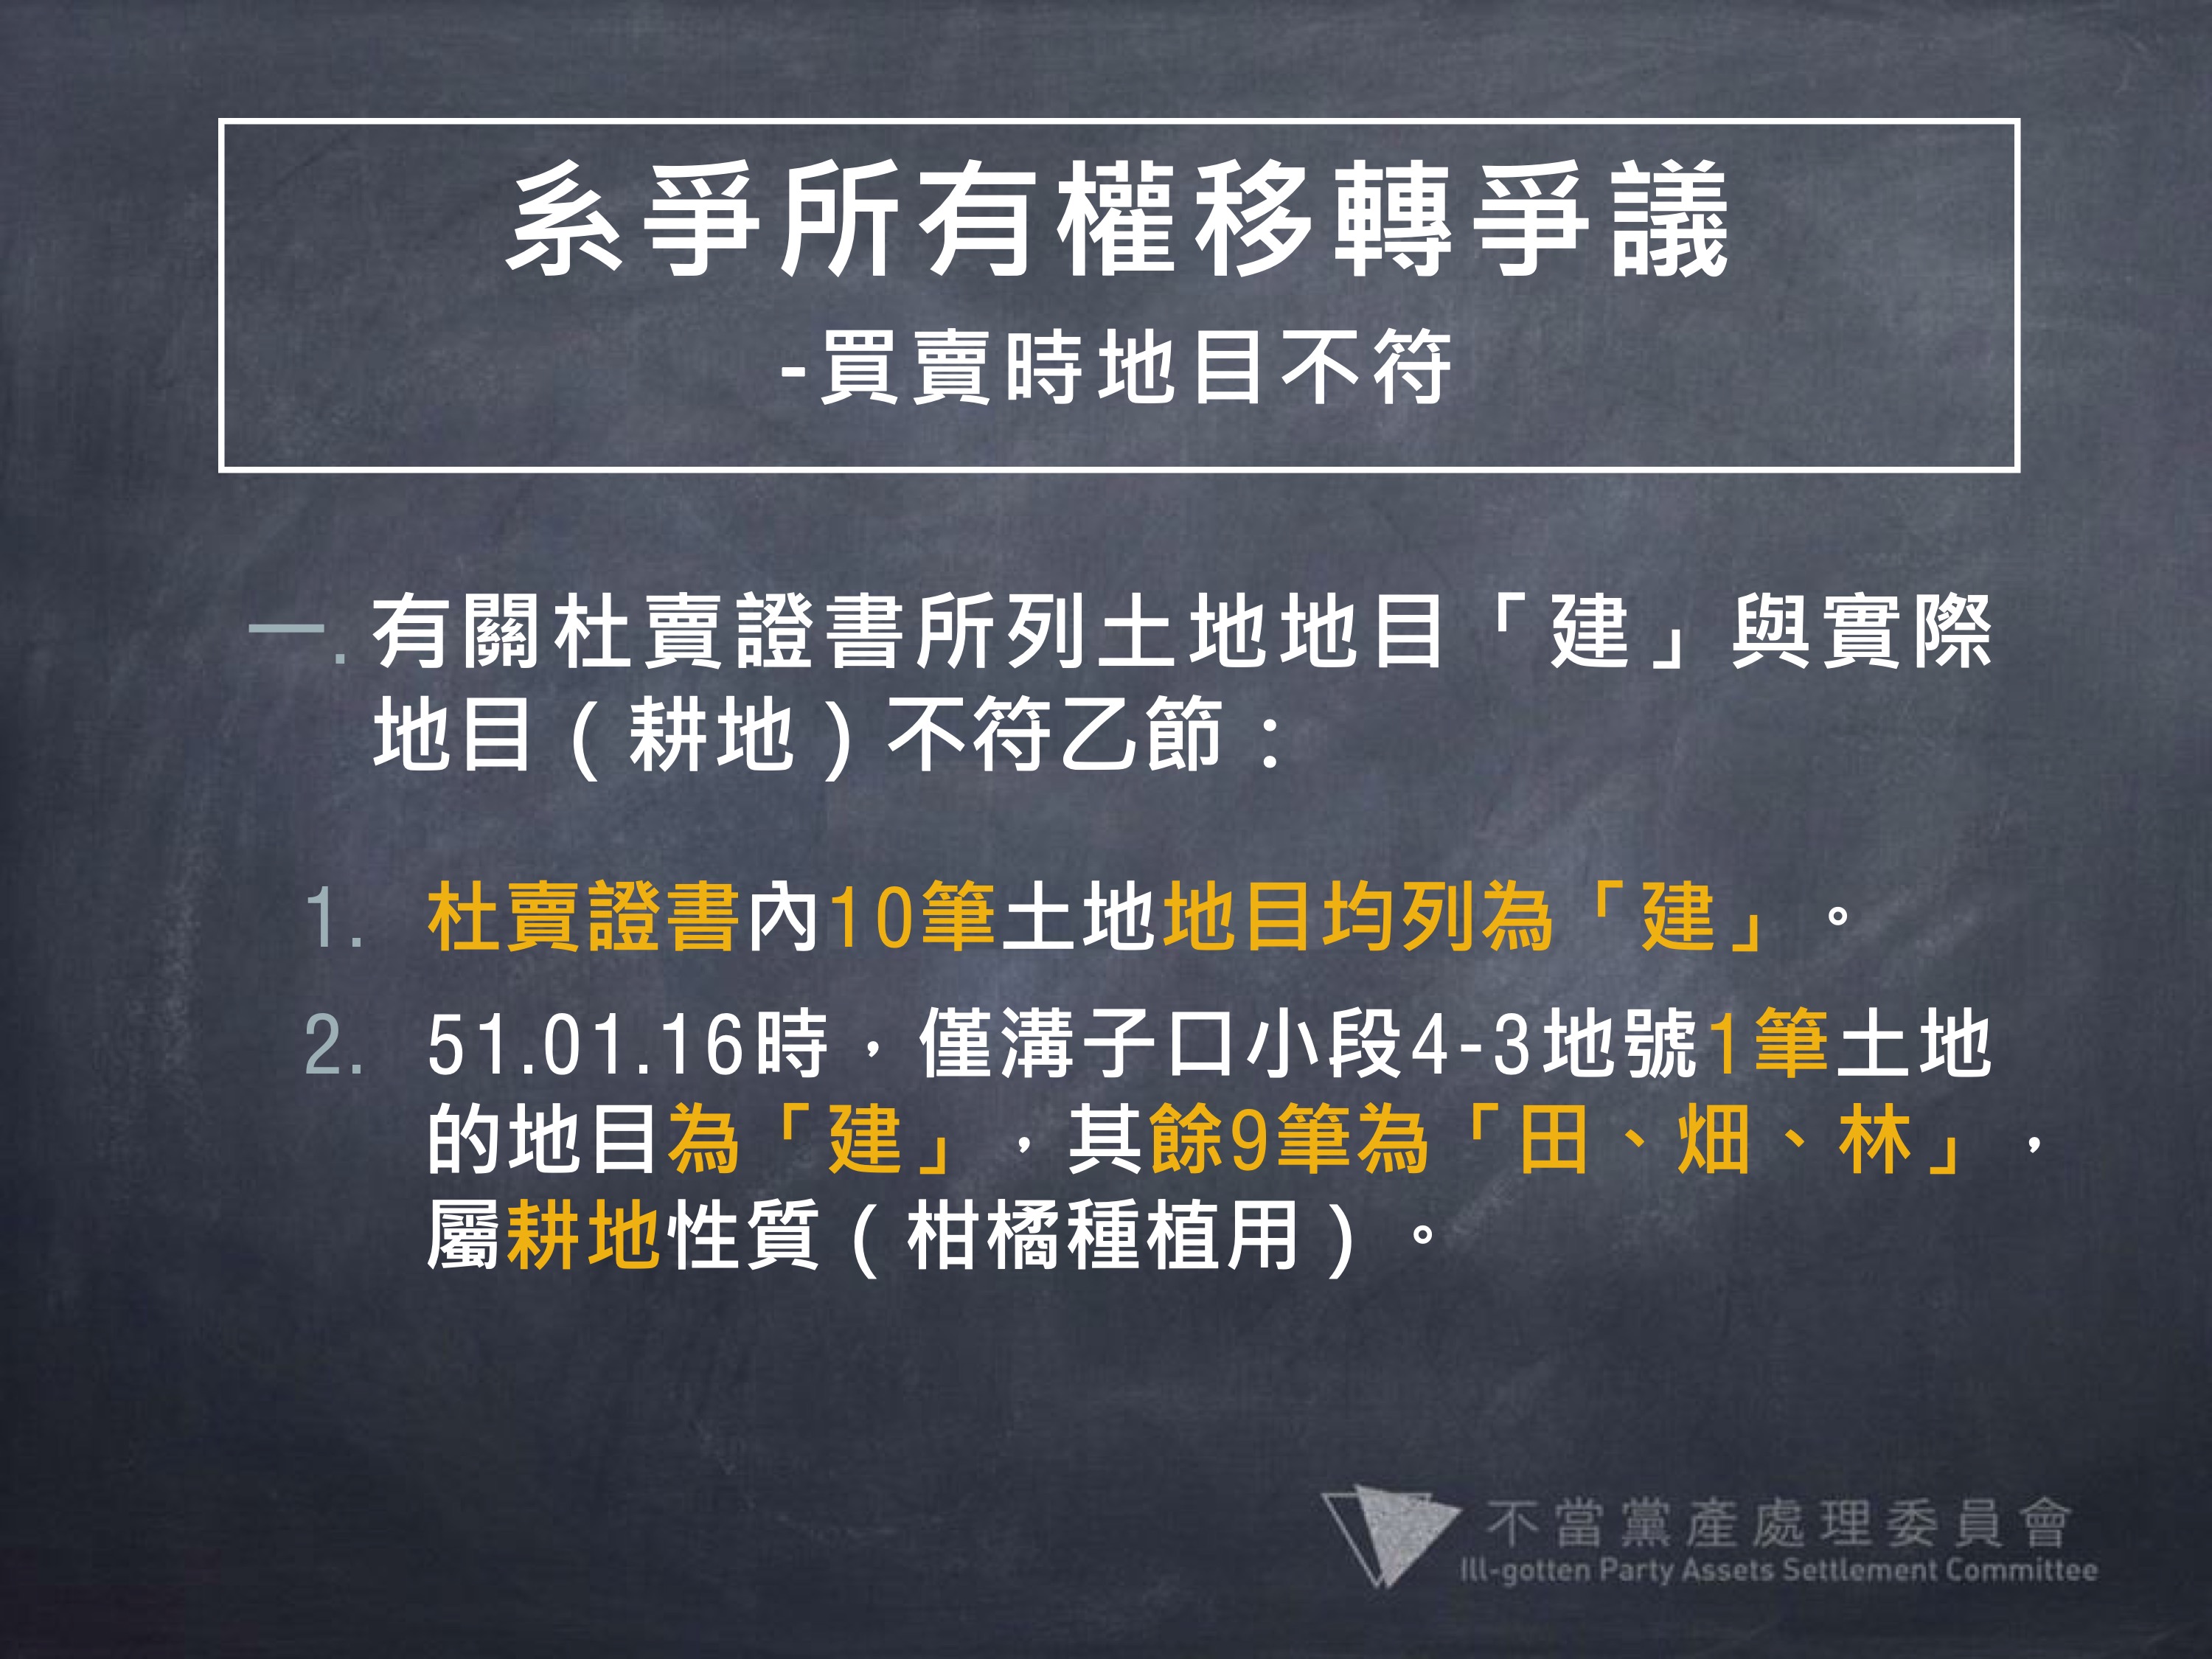 系爭所有權移轉爭議
-買賣時地目不符
一. 有關杜賣證書所列土地地目「建」與實際
地目（耕地）不符乙節：
1. 杜賣證書內10筆土地地目均列為「建」。
2. 51.01.16時，僅溝子口小段4-3地號1筆土地
的地目為「建」，其餘9筆為「田、畑、林」，
屬耕地性質（柑橘種植用）。
不當黨產處理委員會
Ill-gotten Party Assets Settlement Committee